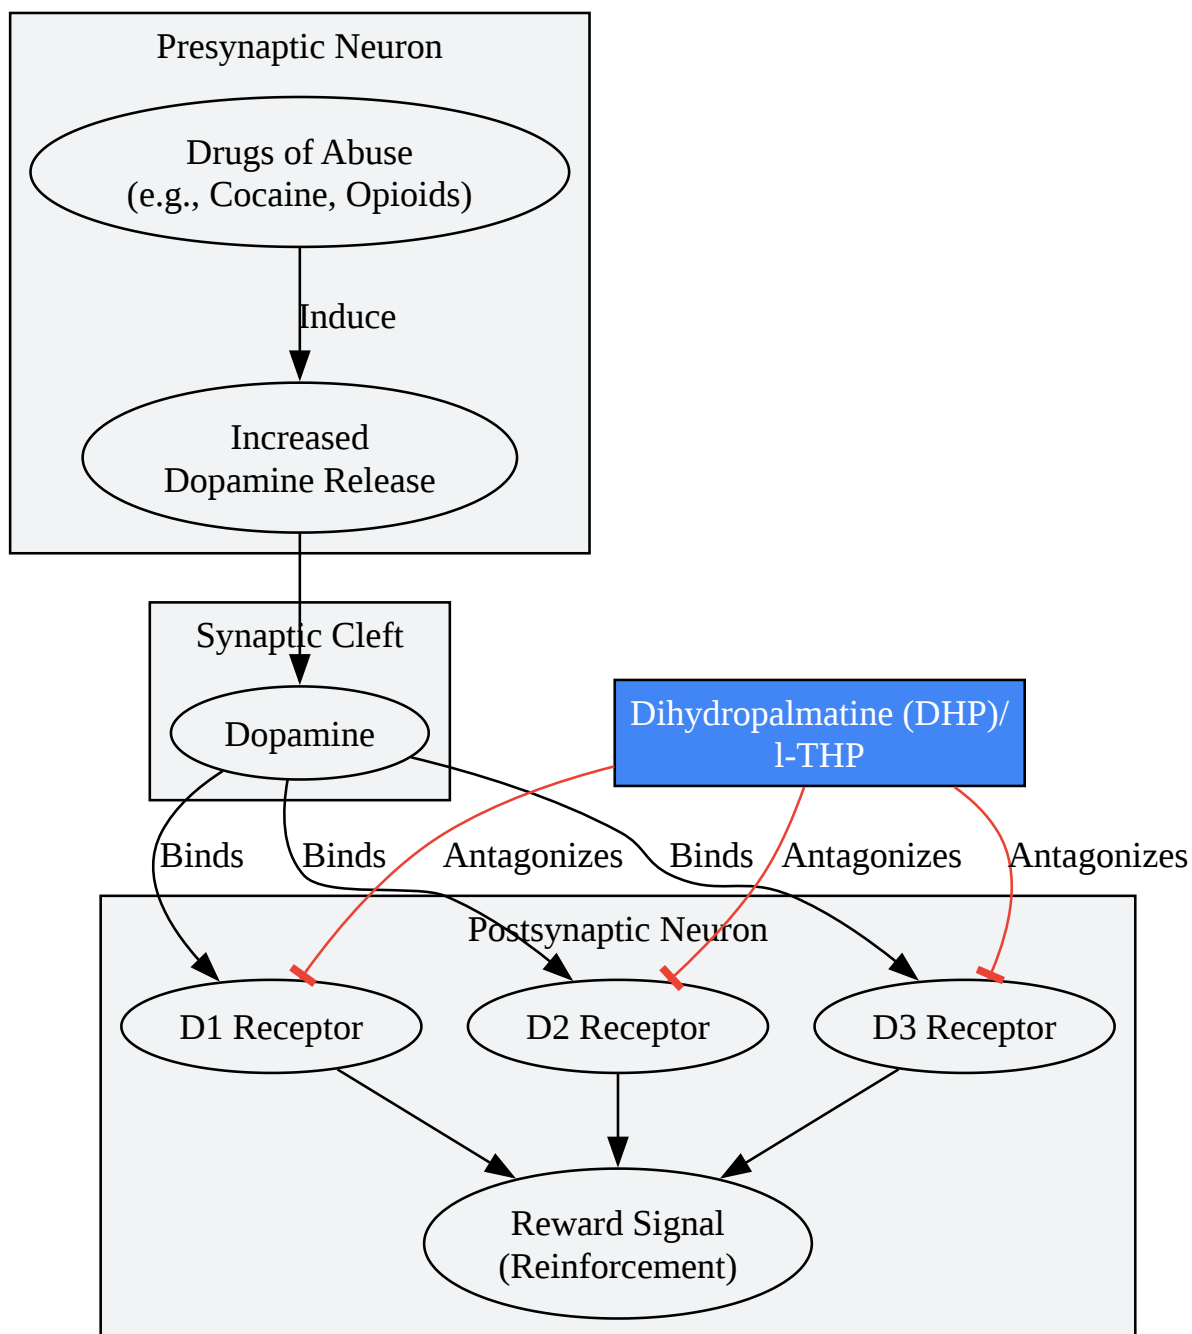 Presynaptic Neuron
Drugs of Abuse
(e.g., Cocaine, Opioids)
Induce
Increased
Dopamine Release
Synaptic Cleft
Dopamine
Dihydropalmatine (DHP)/
l-THP
Binds
Binds
Antagonizes
Binds
Antagonizes
Antagonizes
Postsynaptic Neuron
D1 Receptor
D2 Receptor
D3 Receptor
Reward Signal
(Reinforcement)